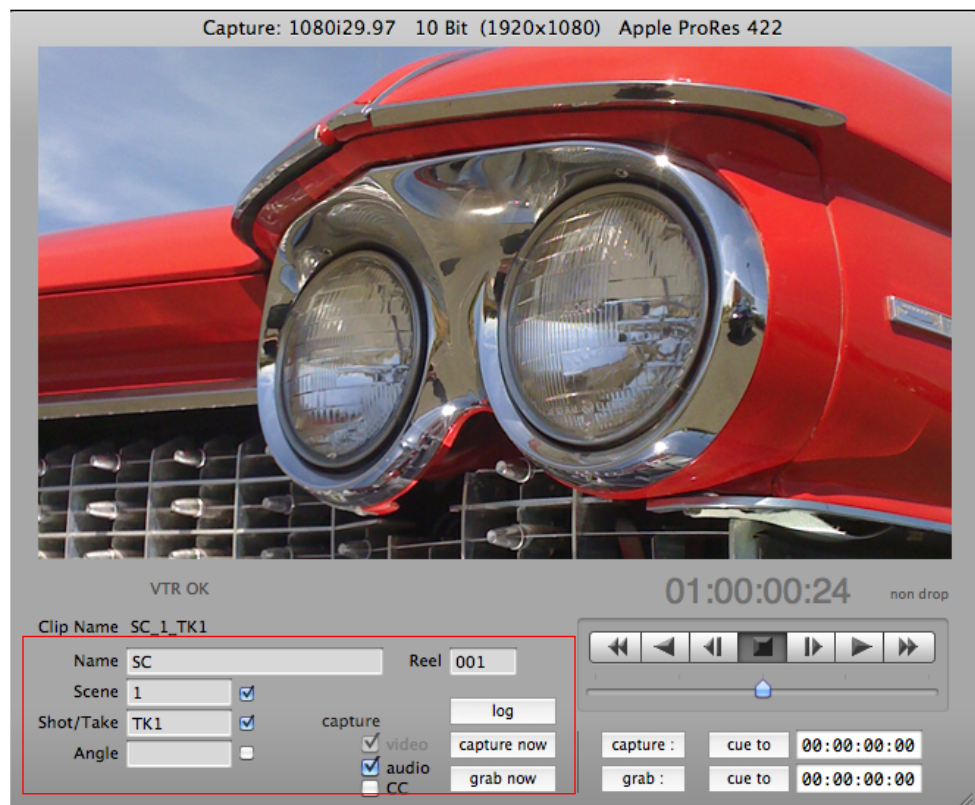 Capture: 1080i29.97 10 Bit (1920x1080) Apple ProRes 422
VTR OK
01:00:00:24 non drop
Clip Name SC_1_TK1
Name SC Reel 001
Scene 1
Shot/Take TK1
Angle
capture
video
audio
CC
log
capture now
grab now
capture : cue to 00:00:00:00
grab : cue to 00:00:00:00